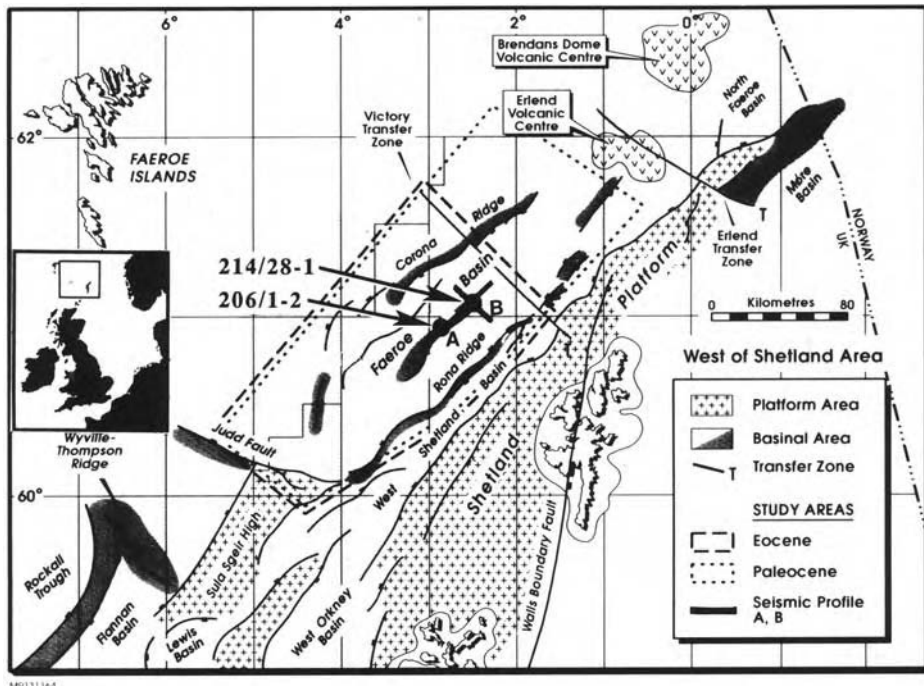 6°
4°
2°
0°
Brendans Dome
Volcanic Centre
North
Faeroe
Basin
Erlend
Volcanic
Centre
Victory
Transfer
Zone
62°
FAEROE
ISLANDS
Møre
Basin
Corona
Ridge
Basin
T
Erlend
Transfer
Zone
NORWAY
UK
Platform
214/28-1
206/1-2
B
A
0
Kilometres
80
Faeroe
Rona Ridge
Basin
Shetland
West
Shetland
West of Shetland Area
Platform Area
Basinal Area
T
Transfer Zone
STUDY AREAS
Eocene
Paleocene
Seismic Profile
A, B
Wyville-
Thompson
Ridge
Judd Fault
60°
Sula Sgeir High
Walls Boundary Fault
Rockall
Trough
Flannan
Basin
Lewis
Basin
West Orkney
Basin